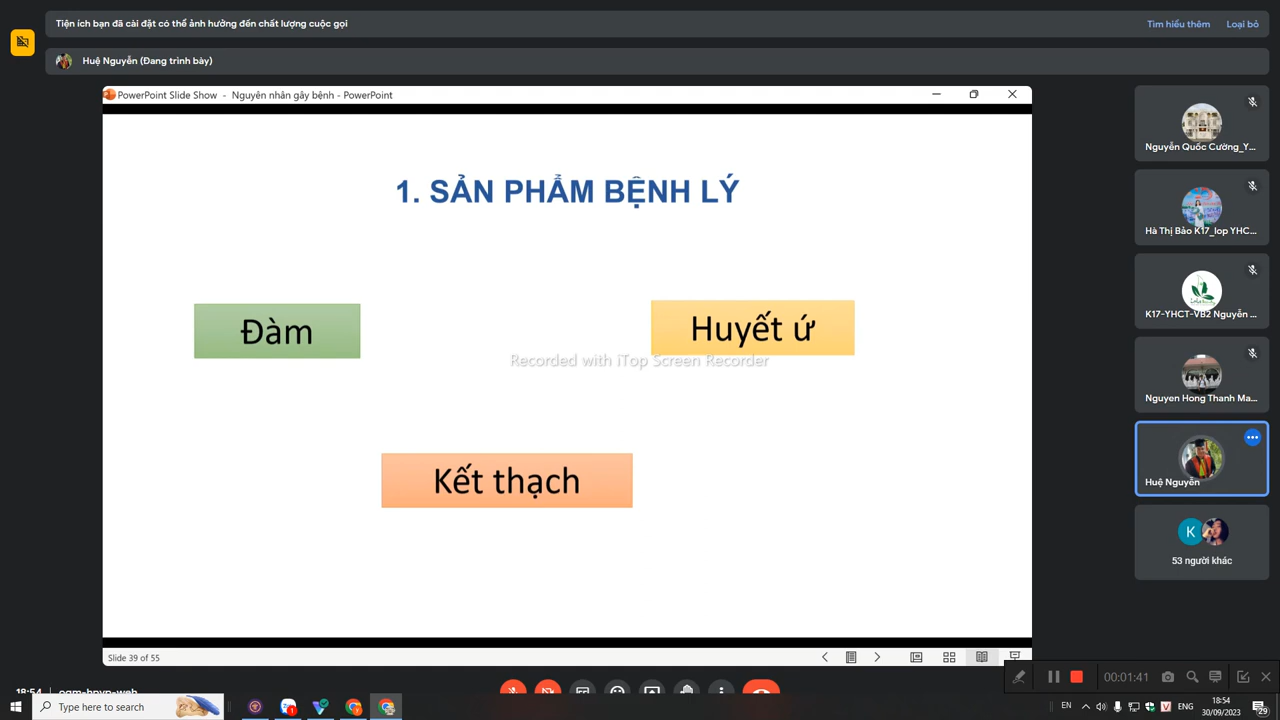 Tiện ích bạn đã cài đặt có thể ảnh hưởng đến chất lượng cuộc gọi
Tìm hiểu thêm
Loại bỏ
Huệ Nguyễn (Đang trình bày)
PowerPoint Slide Show - Nguyên nhân gây bệnh - PowerPoint
1. SẢN PHẨM BỆNH LÝ
Đàm
Huyết ứ
Recorded with iTop Screen Recorder
Kết thạch
Slide 39 of 55
Nguyễn Quốc Cường_Y...
Hà Thị Bảo K17_lop YHC...
K17-YHCT-VB2 Nguyễn ...
Nguyen Hong Thanh Ma...
Huệ Nguyễn
K
53 người khác
00:01:41
18:54
Type here to search
EN
ENG
18:54
30/09/2023
29